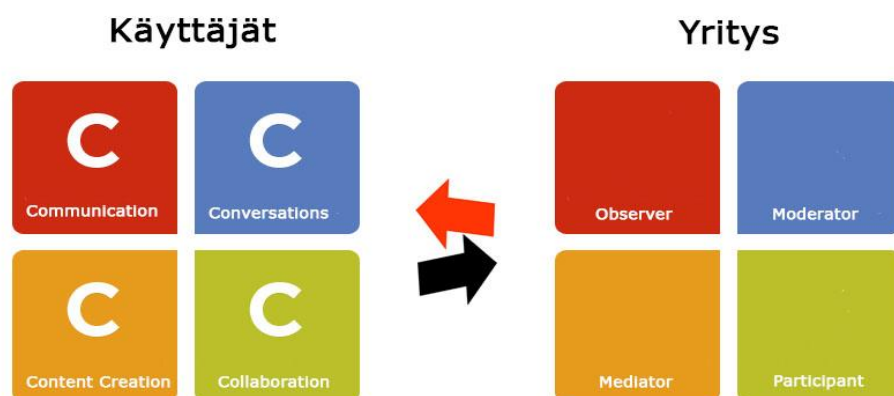 Käyttäjät
Yritys
C
Communication
C
Conversations
C
Content Creation
C
Collaboration
Observer
Moderator
Mediator
Participant